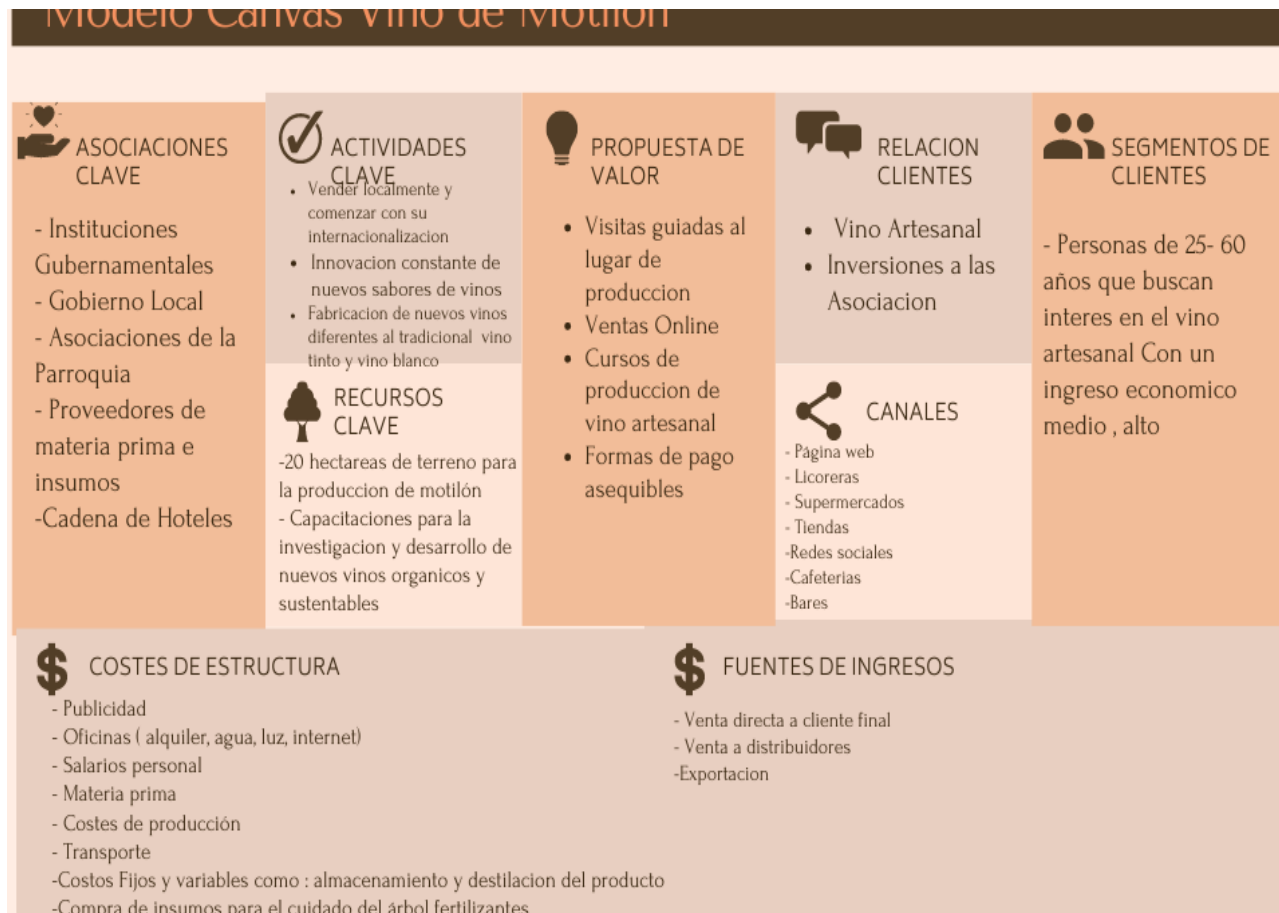 Modelo Canvas Vino de Motilón
ASOCIACIONES
CLAVE
- Instituciones
Gubernamentales
- Gobierno Local
- Asociaciones de la
Parroquia
- Proveedores de
materia prima e
insumos
-Cadena de Hoteles
ACTIVIDADES
CLAVE
• Vender localmente y
comenzar con su
internacionalizacion
• Innovacion constante de
nuevos sabores de vinos
• Fabricacion de nuevos vinos
diferentes al tradicional vino
tinto y vino blanco
RECURSOS
CLAVE
-20 hectareas de terreno para
la produccion de motilón
- Capacitaciones para la
investigacion y desarrollo de
nuevos vinos organicos y
sustentables
PROPUESTA DE
VALOR
• Visitas guiadas al
lugar de
produccion
• Ventas Online
• Cursos de
produccion de
vino artesanal
• Formas de pago
asequibles
RELACION
CLIENTES
• Vino Artesanal
• Inversiones a las
Asociacion
CANALES
- Página web
- Licoreras
- Supermercados
- Tiendas
-Redes sociales
-Cafeterias
-Bares
SEGMENTOS DE
CLIENTES
- Personas de 25- 60
años que buscan
interes en el vino
artesanal Con un
ingreso economico
medio , alto
COSTES DE ESTRUCTURA
- Publicidad
- Oficinas ( alquiler, agua, luz, internet)
- Salarios personal
- Materia prima
- Costes de producción
- Transporte
-Costos Fijos y variables como : almacenamiento y destilacion del producto
-Compra de insumos para el cuidado del árbol fertilizantes
FUENTES DE INGRESOS
- Venta directa a cliente final
- Venta a distribuidores
-Exportacion